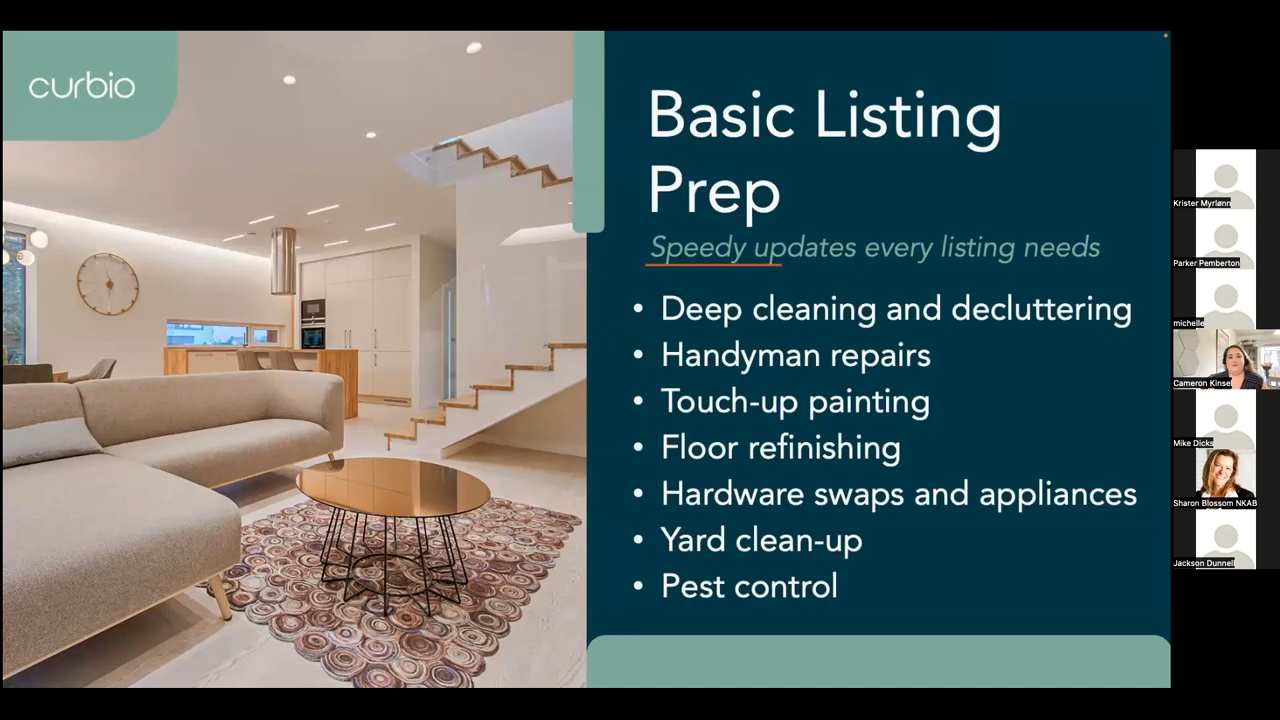 curbio
Basic Listing
Prep
Speedy updates every listing needs
• Deep cleaning and decluttering
• Handyman repairs
• Touch-up painting
• Floor refinishing
• Hardware swaps and appliances
• Yard clean-up
• Pest control
Krister Myrlønn
Parker Pemberton
michelle
Cameron Kinsel
Mike Dicks
Sharon Blossom NKAB
Jackson Dunnell